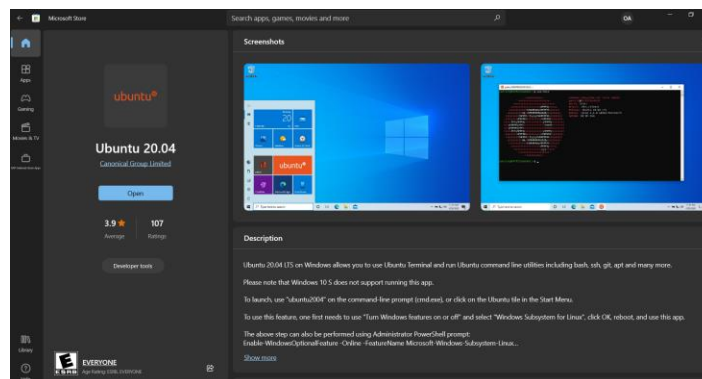 Microsoft Store
Search apps, games, movies and more
OA
Apps
Gaming
Movies & TV
Library
ubuntu®
Ubuntu 20.04
Canonical Group Limited
Open
3.9 ★
107
Average
Ratings
Developer tools
EVERYONE
Age Rating: ESRB, EVERYONE
ESRB
Screenshots
ubuntu®
Description
Ubuntu 20.04 LTS on Windows allows you to use Ubuntu Terminal and run Ubuntu command line utilities including bash, ssh, git, apt and many more.
Please note that Windows 10 S does not support running this app.
To launch, use "ubuntu2004" on the command-line prompt (cmd.exe), or click on the Ubuntu tile in the Start Menu.
To use this feature, one first needs to use "Turn Windows features on or off" and select "Windows Subsystem for Linux", click OK, reboot, and use this app.
The above step can also be performed using Administrator PowerShell prompt:
Enable-WindowsOptionalFeature -Online -FeatureName Microsoft-Windows-Subsystem-Linux...
Show more